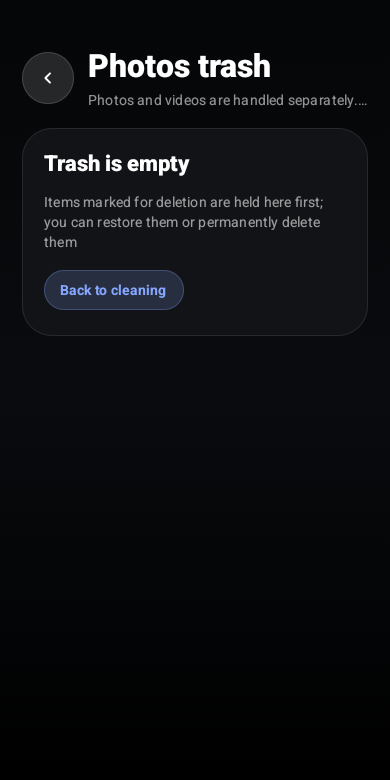 Photos trash
Photos and videos are handled separately.…
Trash is empty
Items marked for deletion are held here first;
you can restore them or permanently delete
them
Back to cleaning